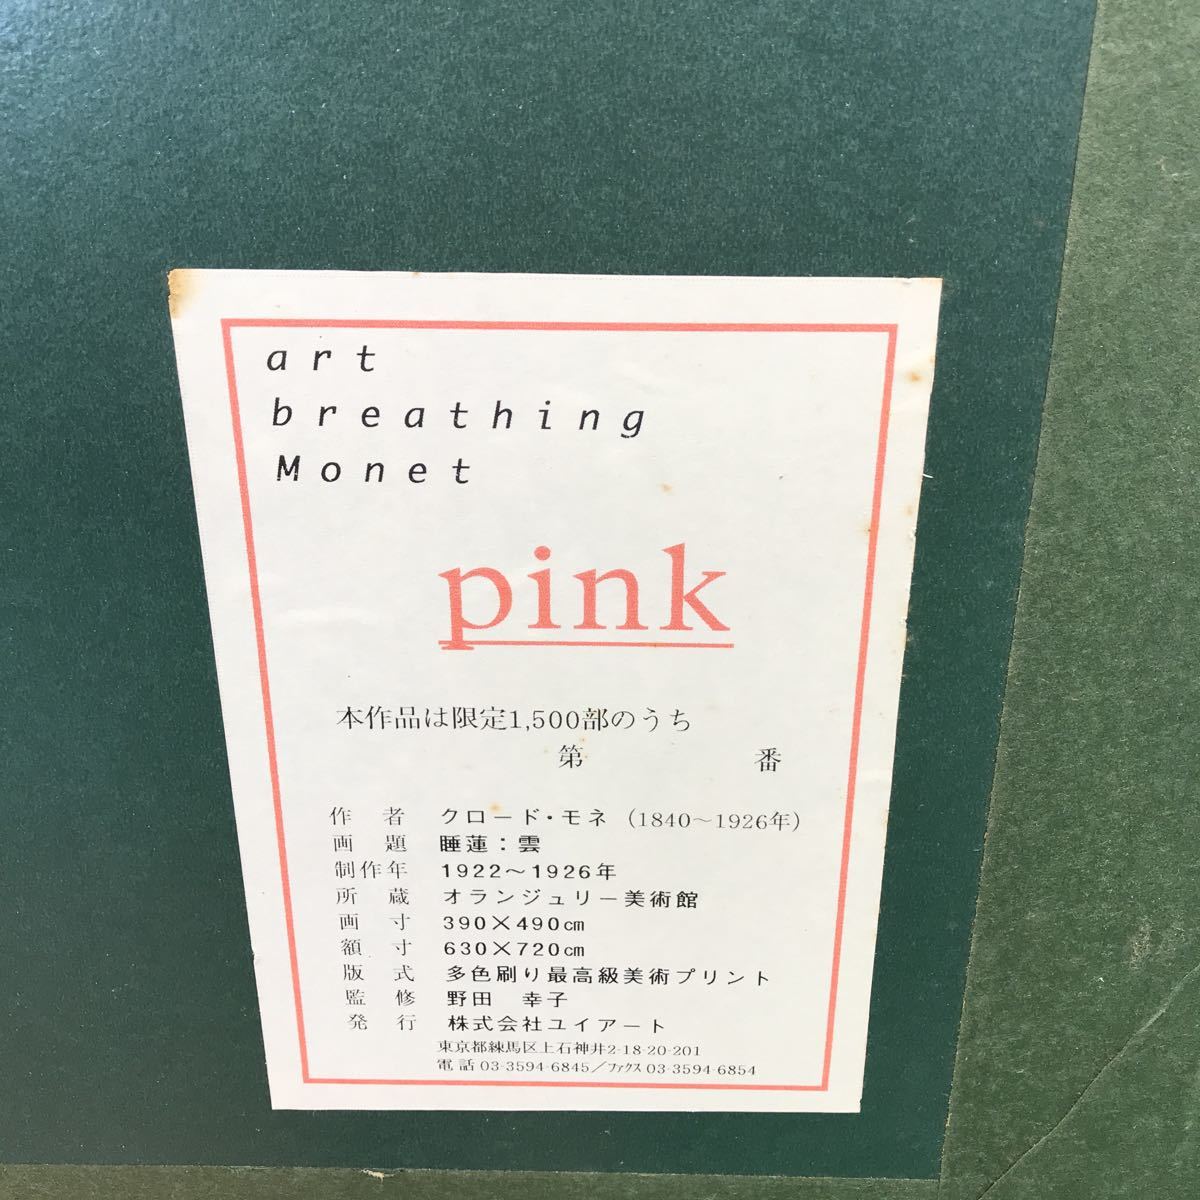 art
breathing
Monet
pink
本作品は限定1,500部のうち
第　　　番
作　者　クロード・モネ（1840～1926年）
画　題　睡蓮：雲
制作年　1922～1926年
所　蔵　オランジュリー美術館
画　寸　390×490㎝
額　寸　630×720㎝
版　式　多色刷り最高級美術プリント
監　修　野田　幸子
発　行　株式会社ユイアート
東京都練馬区上石神井2-18-20-201
電話 03-3594-6845／ファクス 03-3594-6854